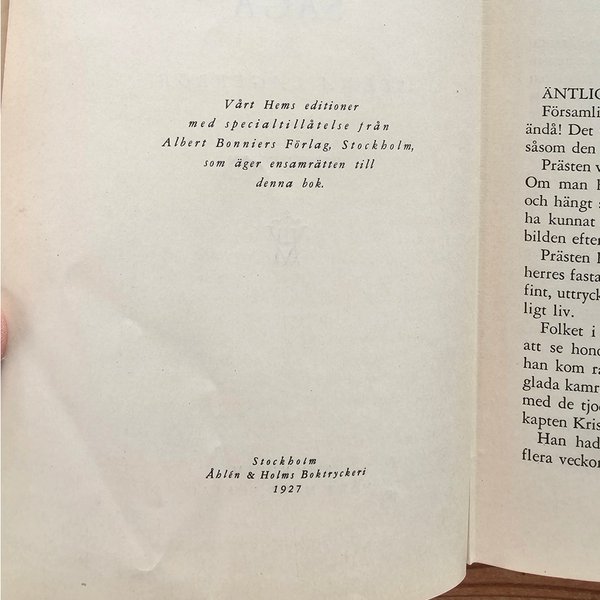 Vårt Hems editioner
med specialtillåtelse från
Albert Bonniers Förlag, Stockholm,
som äger ensamrätten till
denna bok.
Stockholm
Åhlén & Holms Boktryckeri
1927
ÄNTLIG
Församli
ändå! Det
såsom den
Prästen v
Om man h
och hängt
ha kunnat
bilden efter
Prästen h
herres fasta
fint, uttryck
ligt liv.
Folket i
att se hono
han kom ra
glada kamr
med de tjoc
kapten Kris
Han had
flera veckor